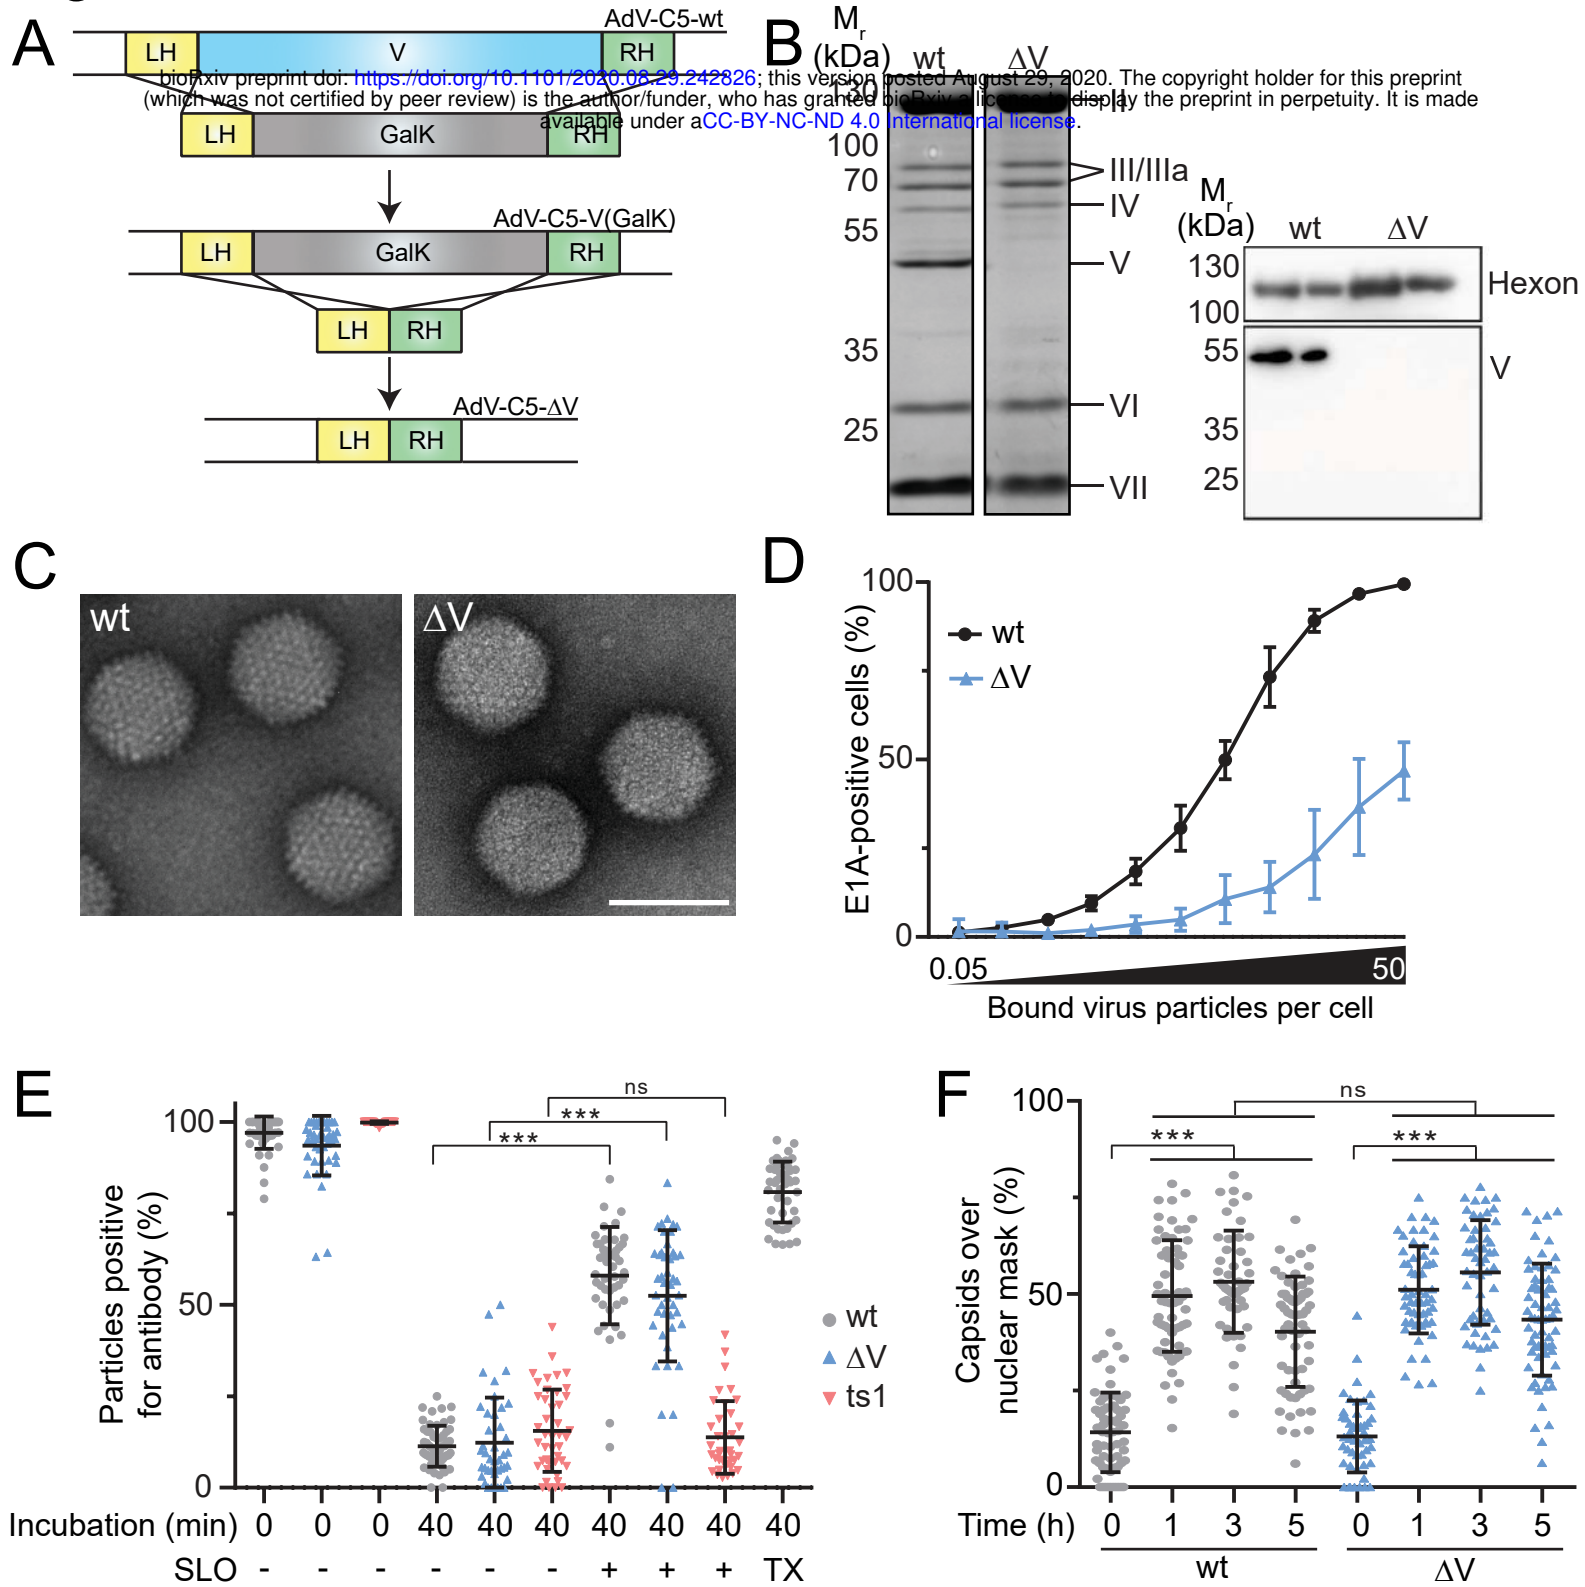 A
AdV-C5-wt
LH V RH
bioRxiv preprint doi: https://doi.org/10.1101/2020.08.29.242826; this version posted August 29, 2020. The copyright holder for this preprint
(which was not certified by peer review) is the author/funder, who has granted bioRxiv a license to display the preprint in perpetuity. It is made
available under aCC-BY-NC-ND 4.0 International license.
LH GalK RH
AdV-C5-V(GalK)
LH GalK RH
LH RH
AdV-C5-ΔV
LH RH
B
Mr
(kDa) wt ΔV
130
100
70
55
35
25
II
III/IIIa
IV
V
VI
VII
Mr
(kDa) wt ΔV
130
100
Hexon
55
35
25
V
C
wt
ΔV
D
E1A-positive cells (%)
100
50
0
wt
ΔV
0.05 50
Bound virus particles per cell
E
Particles positive
for antibody (%)
100
50
0
ns
***
***
wt
ΔV
ts1
Incubation (min) 0 0 0 40 40 40 40 40 40 40
SLO - - - - - - + + + TX
F
Capsids over
nuclear mask (%)
100
50
0
ns
*** ***
Time (h) 0 1 3 5 0 1 3 5
wt ΔV